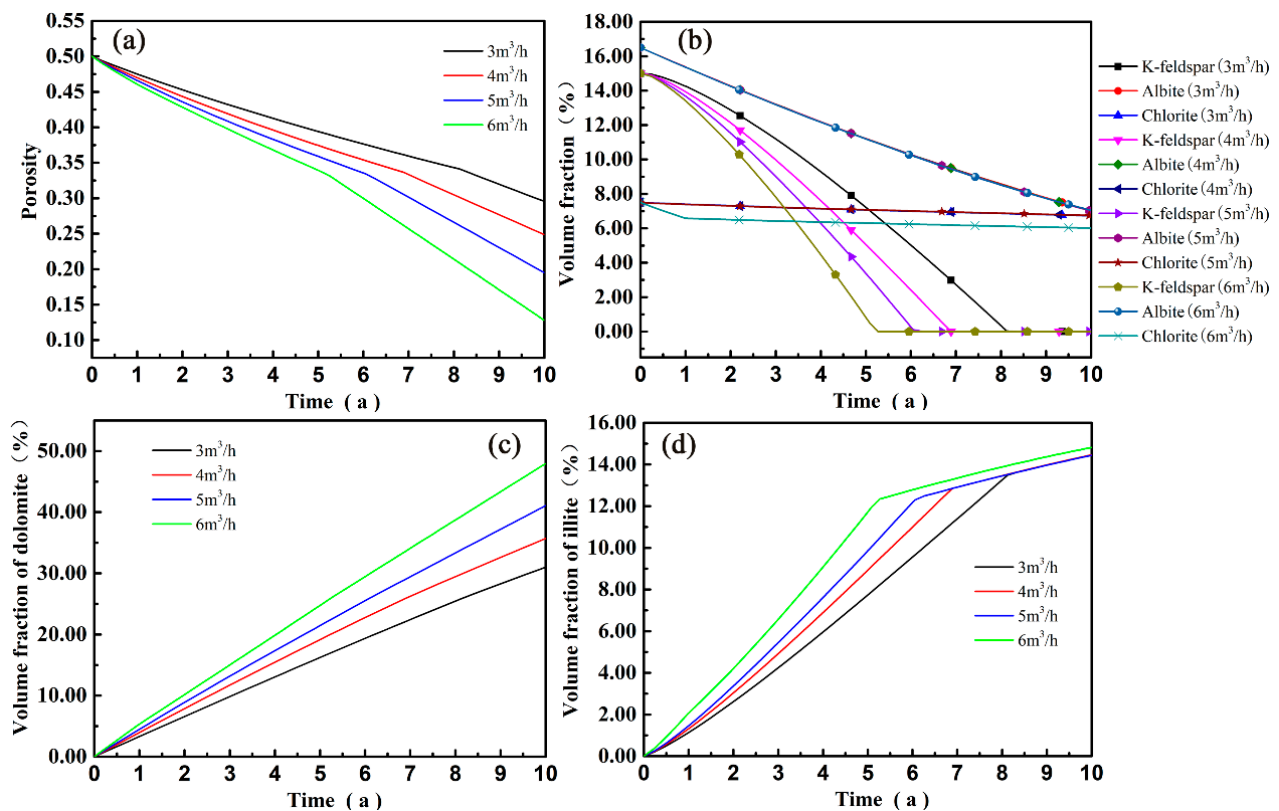 (a)
0.55
0.50
0.45
0.40
0.35
0.30
0.25
0.20
0.15
0.10
Porosity
3m³/h
4m³/h
5m³/h
6m³/h
0 1 2 3 4 5 6 7 8 9 10
Time ( a )
(b)
18.00
16.00
14.00
12.00
10.00
8.00
6.00
4.00
2.00
0.00
Volume fraction (%)
K-feldspar (3m³/h)
Albite (3m³/h)
Chlorite (3m³/h)
K-feldspar (4m³/h)
Albite (4m³/h)
Chlorite (4m³/h)
K-feldspar (5m³/h)
Albite (5m³/h)
Chlorite (5m³/h)
K-feldspar (6m³/h)
Albite (6m³/h)
Chlorite (6m³/h)
0 1 2 3 4 5 6 7 8 9 10
Time ( a )
(c)
50.00
40.00
30.00
20.00
10.00
0.00
Volume fraction of dolomite (%)
3m³/h
4m³/h
5m³/h
6m³/h
0 1 2 3 4 5 6 7 8 9 10
Time ( a )
(d)
16.00
14.00
12.00
10.00
8.00
6.00
4.00
2.00
0.00
Volume fraction of illite (%)
3m³/h
4m³/h
5m³/h
6m³/h
0 1 2 3 4 5 6 7 8 9 10
Time ( a )